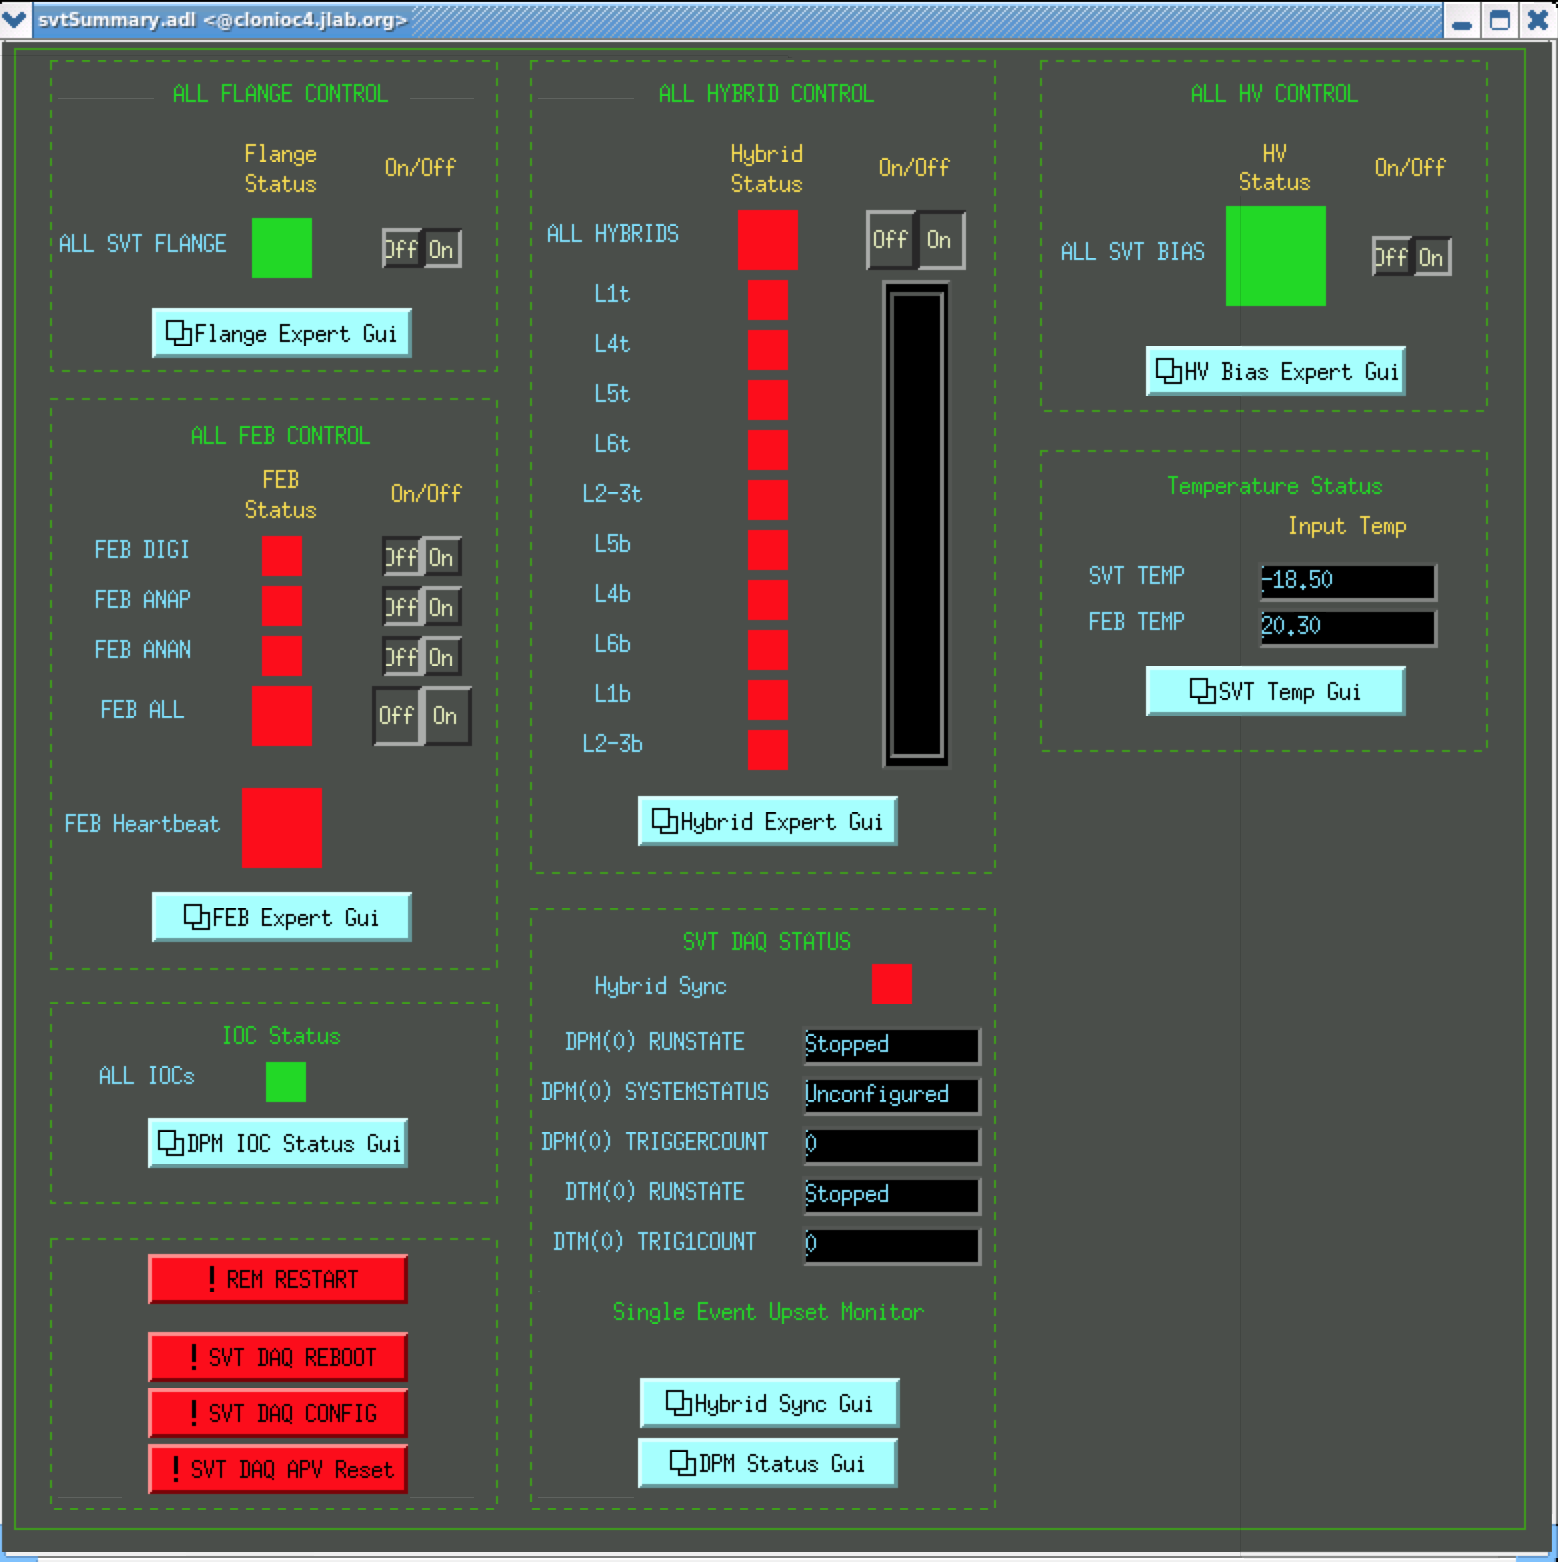 svtSummary.adl <@clonioc4.jlab.org>
ALL FLANGE CONTROL
Flange
Status
On/Off
ALL SVT FLANGE
Off On
Flange Expert Gui
ALL FEB CONTROL
FEB
Status
On/Off
FEB DIGI
Off On
FEB ANAP
Off On
FEB ANAN
Off On
FEB ALL
Off On
FEB Heartbeat
FEB Expert Gui
IOC Status
ALL IOCs
DPM IOC Status Gui
! REM RESTART
! SVT DAQ REBOOT
! SVT DAQ CONFIG
! SVT DAQ APV Reset
ALL HYBRID CONTROL
Hybrid
Status
On/Off
ALL HYBRIDS
Off On
L1t
L4t
L5t
L6t
L2-3t
L5b
L4b
L6b
L1b
L2-3b
Hybrid Expert Gui
SVT DAQ STATUS
Hybrid Sync
DPM(0) RUNSTATE Stopped
DPM(0) SYSTEMSTATUS Unconfigured
DPM(0) TRIGGERCOUNT 0
DTM(0) RUNSTATE Stopped
DTM(0) TRIG1COUNT 0
Single Event Upset Monitor
Hybrid Sync Gui
DPM Status Gui
ALL HV CONTROL
HV
Status
On/Off
ALL SVT BIAS
Off On
HV Bias Expert Gui
Temperature Status
Input Temp
SVT TEMP -18.50
FEB TEMP 20.30
SVT Temp Gui